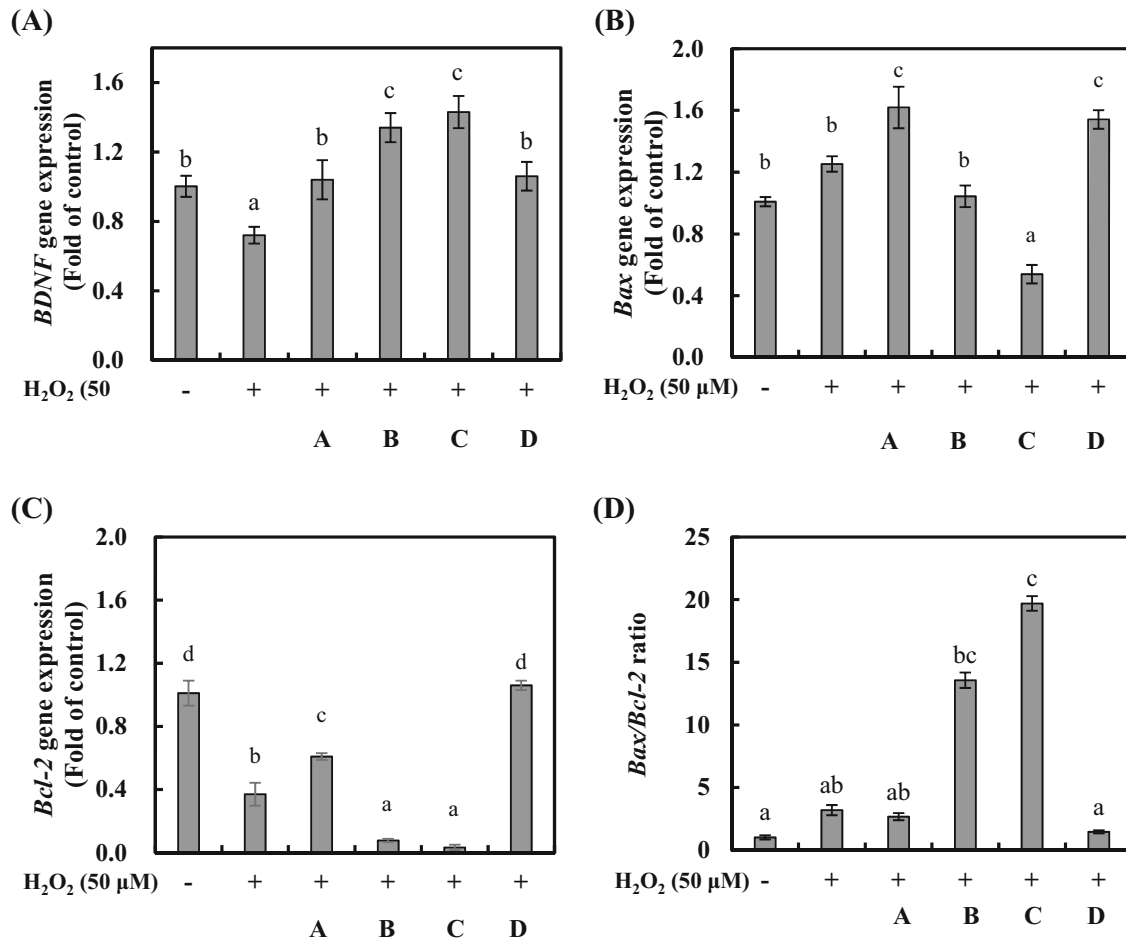 (A)
BDNF gene expression
(Fold of control)
1.6
1.2
0.8
0.4
0.0
b
a
b
c
c
b
H₂O₂ (50
- + + + + +
A B C D
(B)
Bax gene expression
(Fold of control)
2.0
1.6
1.2
0.8
0.4
0.0
b
b
c
b
a
c
H₂O₂ (50 μM)
- + + + + +
A B C D
(C)
Bcl-2 gene expression
(Fold of control)
2.0
1.6
1.2
0.8
0.4
0.0
d
b
c
a
a
d
H₂O₂ (50 μM)
- + + + + +
A B C D
(D)
Bax/Bcl-2 ratio
25
20
15
10
5
0
a
ab
ab
bc
c
a
H₂O₂ (50 μM)
- + + + + +
A B C D